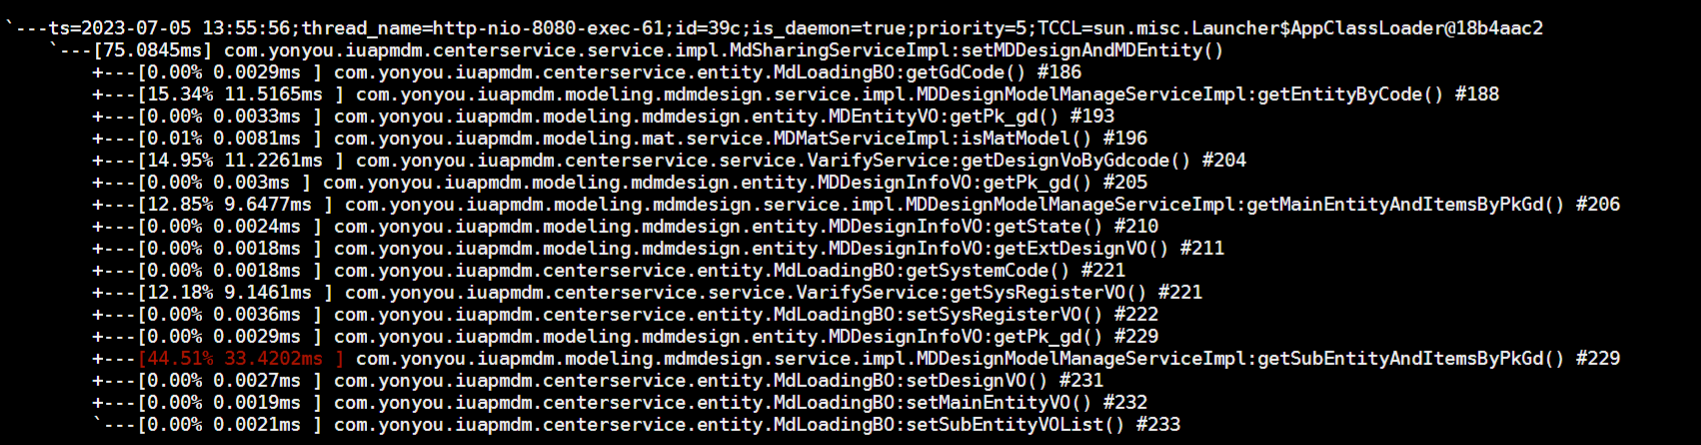 `---ts=2023-07-05 13:55:56;thread_name=http-nio-8080-exec-61;id=39c;is_daemon=true;priority=5;TCCL=sun.misc.Launcher$AppClassLoader@18b4aac2
    `---[75.0845ms] com.yonyou.iuapmdm.centerservice.service.impl.MdSharingServiceImpl:setMDDesignAndMDEntity()
        +---[0.00% 0.0029ms ] com.yonyou.iuapmdm.centerservice.entity.MdLoadingBO:getGdCode() #186
        +---[15.34% 11.5165ms ] com.yonyou.iuapmdm.modeling.mdmdesign.service.impl.MDDesignModelManageServiceImpl:getEntityByCode() #188
        +---[0.00% 0.0033ms ] com.yonyou.iuapmdm.modeling.mdmdesign.entity.MDEntityVO:getPk_gd() #193
        +---[0.01% 0.0081ms ] com.yonyou.iuapmdm.modeling.mat.service.MDMatServiceImpl:isMatModel() #196
        +---[14.95% 11.2261ms ] com.yonyou.iuapmdm.centerservice.service.VarifyService:getDesignVoByGdcode() #204
        +---[0.00% 0.003ms ] com.yonyou.iuapmdm.modeling.mdmdesign.entity.MDDesignInfoVO:getPk_gd() #205
        +---[12.85% 9.6477ms ] com.yonyou.iuapmdm.modeling.mdmdesign.service.impl.MDDesignModelManageServiceImpl:getMainEntityAndItemsByPkGd() #206
        +---[0.00% 0.0024ms ] com.yonyou.iuapmdm.modeling.mdmdesign.entity.MDDesignInfoVO:getState() #210
        +---[0.00% 0.0018ms ] com.yonyou.iuapmdm.modeling.mdmdesign.entity.MDDesignInfoVO:getExtDesignVO() #211
        +---[0.00% 0.0018ms ] com.yonyou.iuapmdm.centerservice.entity.MdLoadingBO:getSystemCode() #221
        +---[12.18% 9.1461ms ] com.yonyou.iuapmdm.centerservice.service.VarifyService:getSysRegisterVO() #221
        +---[0.00% 0.0036ms ] com.yonyou.iuapmdm.centerservice.entity.MdLoadingBO:setSysRegisterVO() #222
        +---[0.00% 0.0029ms ] com.yonyou.iuapmdm.modeling.mdmdesign.entity.MDDesignInfoVO:getPk_gd() #229
        +---[44.51% 33.4202ms ] com.yonyou.iuapmdm.modeling.mdmdesign.service.impl.MDDesignModelManageServiceImpl:getSubEntityAndItemsByPkGd() #229
        +---[0.00% 0.0027ms ] com.yonyou.iuapmdm.centerservice.entity.MdLoadingBO:setDesignVO() #231
        +---[0.00% 0.0019ms ] com.yonyou.iuapmdm.centerservice.entity.MdLoadingBO:setMainEntityVO() #232
        `---[0.00% 0.0021ms ] com.yonyou.iuapmdm.centerservice.entity.MdLoadingBO:setSubEntityVOList() #233